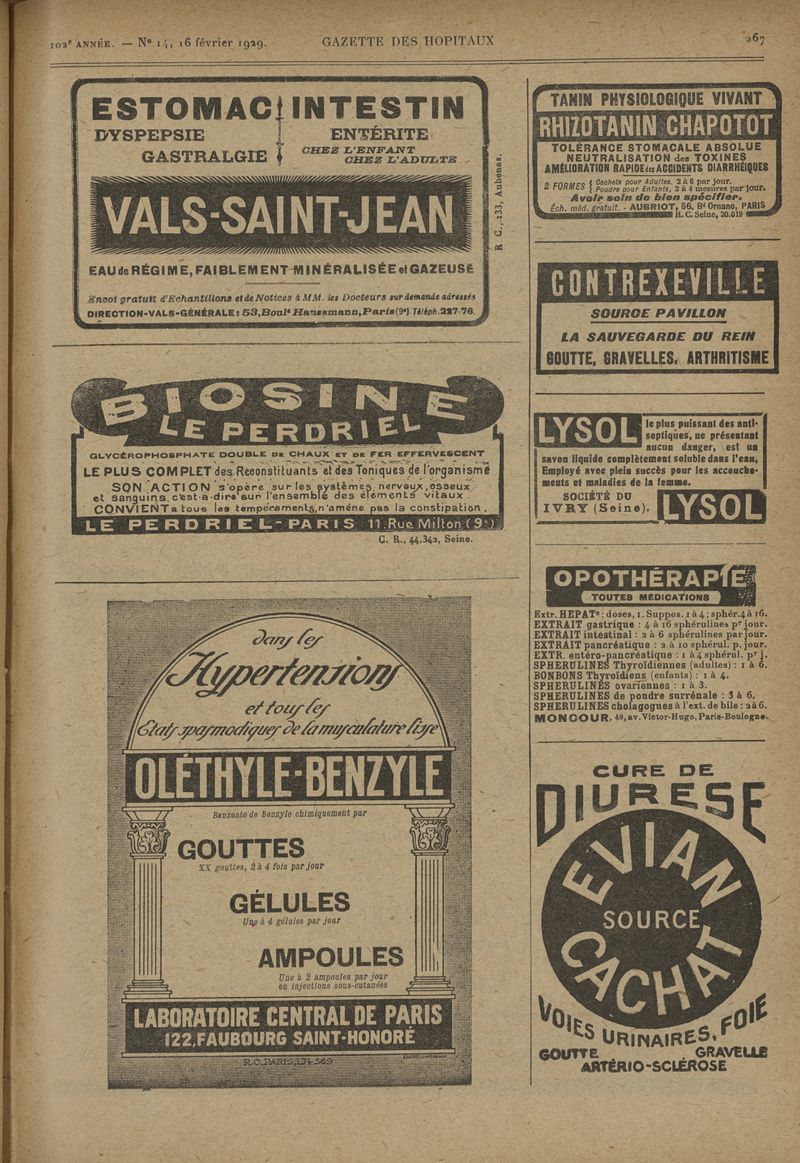 102e ANNÉE. — No 14, 16 février 1929.
GAZETTE DES HOPITAUX
267
ESTOMAC INTESTIN
DYSPEPSIE
GASTRALGIE
ENTÉRITE
CHEZ L'ENFANT
CHEZ L'ADULTE
VALS-SAINT-JEAN
EAU de RÉGIME, FAIBLEMENT MINÉRALISÉE et GAZEUSE
Envoi gratuit d'Echantillons et de Notices à MM. les Docteurs sur demande adressée
DIRECTION-VALS-GÉNÉRALE: 53, Boul d Haussmann, Paris (9e) Téléph. 227-76.
R. C., 133, Aubenas.
BIOSINE
LE PERDRIEL
GLYCÉROPHOSPHATE DOUBLE DE CHAUX ET DE FER EFFERVESCENT
LE PLUS COMPLET des Reconstituants et des Toniques de l'organisme
SON ACTION s'opère sur les systèmes nerveux, osseux
et sanguins, c'est-à-dire sur l'ensemble des éléments vitaux.
CONVIENT à tous les tempéraments, n'amène pas la constipation.
LE PERDRIEL-PARIS 11, Rue Milton (9e)
C. R., 44.342, Seine.
dans les
Hypertensions
et tous les
États spasmodiques de la musculature lisse
OLÉTHYLE-BENZYLE
Benzoate de Benzyle chimiquement pur
GOUTTES
XX gouttes, 2 à 4 fois par jour
GÉLULES
Une à 4 gélules par jour
AMPOULES
Une à 2 ampoules par jour
en injections sous-cutanées
LABORATOIRE CENTRAL DE PARIS
122, FAUBOURG SAINT-HONORÉ
R.C. PARIS, 134-569
TANIN PHYSIOLOGIQUE VIVANT
RHIZOTANIN CHAPOTOT
TOLÉRANCE STOMACALE ABSOLUE
NEUTRALISATION des TOXINES
AMÉLIORATION RAPIDE des ACCIDENTS DIARRHÉIQUES
2 FORMES { Cachets pour Adultes, 2 à 6 par jour.
Poudre pour Enfants, 2 à 4 mesures par jour.
Avoir soin de bien spécifier.
Éch. méd. gratuit. - AUBRIOT, 56, Bd Ornano, PARIS
R. C. Seine, 20.019
CONTREXEVILLE
SOURCE PAVILLON
LA SAUVEGARDE DU REIN
GOUTTE, GRAVELLES, ARTHRITISME
LYSOL le plus puissant des anti-
septiques, ne présentant
aucun danger, est un
savon liquide complètement soluble dans l'eau.
Employé avec plein succès pour les accouche-
ments et maladies de la femme.
SOCIÉTÉ DU
IVRY (Seine). LYSOL
OPOTHÉRAPIE
TOUTES MÉDICATIONS
Extr. HEPATe: doses, 1. Suppos. 1 à 4; sphér. 4 à 16.
EXTRAIT gastrique : 4 à 16 sphérulines pr jour.
EXTRAIT intestinal : 2 à 6 sphérulines par jour.
EXTRAIT pancréatique : 2 à 10 sphérul. p. jour.
EXTR. entéro-pancréatique : 1 à 4 sphérul. pr j.
SPHERULINES Thyroïdiennes (adultes) : 1 à 6.
BONBONS Thyroïdiens (enfants) : 1 à 4.
SPHERULINES ovariennes : 1 à 3.
SPHERULINES de poudre surrénale : 3 à 6.
SPHERULINES cholagogues à l'ext. de bile : 2 à 6.
MONCOUR, 49, av. Victor-Hugo, Paris-Boulogne.
CURE DE
DIURESE
EVIAN
SOURCE
CACHAT
VOIES URINAIRES, FOIE
GOUTTE GRAVELLE
ARTÉRIO-SCLÉROSE